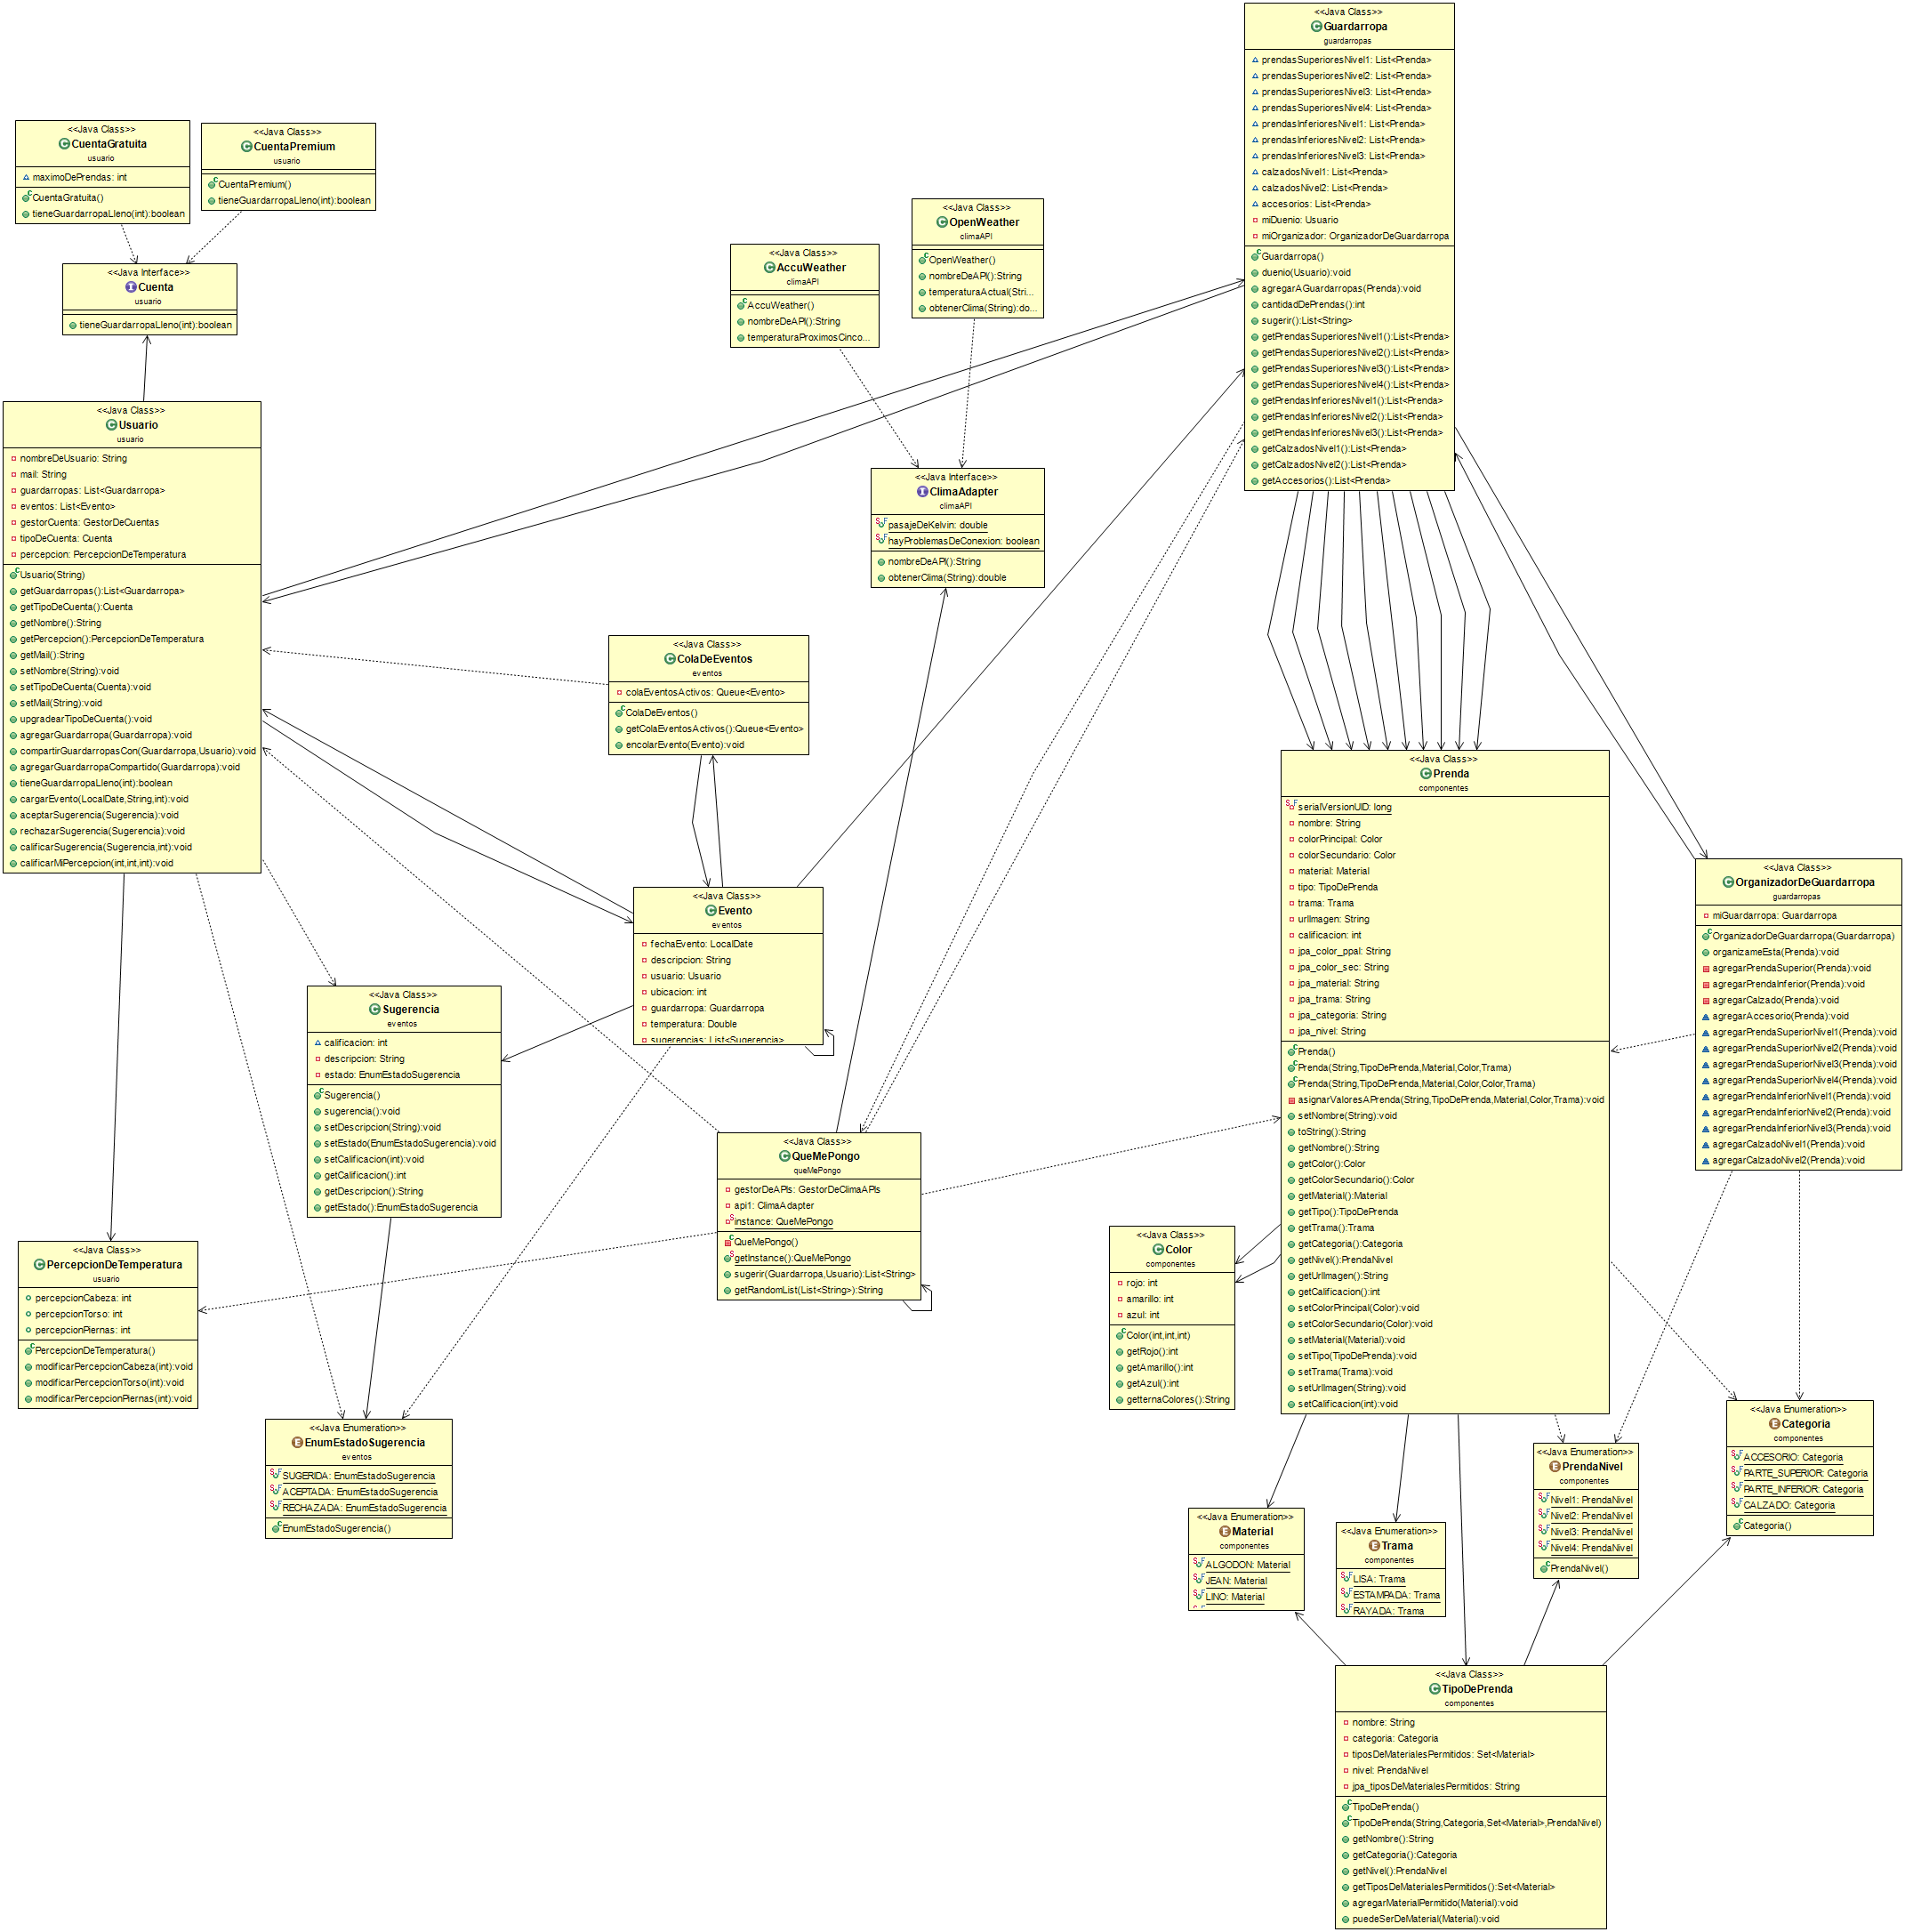 <<Java Class>>
Guardarropa
guardarropas
prendasSuperioresNivel1: List<Prenda>
prendasSuperioresNivel2: List<Prenda>
prendasSuperioresNivel3: List<Prenda>
prendasSuperioresNivel4: List<Prenda>
prendasInferioresNivel1: List<Prenda>
prendasInferioresNivel2: List<Prenda>
prendasInferioresNivel3: List<Prenda>
calzadosNivel1: List<Prenda>
calzadosNivel2: List<Prenda>
accesorios: List<Prenda>
miDuenio: Usuario
miOrganizador: OrganizadorDeGuardarropa
Guardarropa()
duenio(Usuario):void
agregarAGuardarropas(Prenda):void
cantidadDePrendas():int
sugerir():List<String>
getPrendasSuperioresNivel1():List<Prenda>
getPrendasSuperioresNivel2():List<Prenda>
getPrendasSuperioresNivel3():List<Prenda>
getPrendasSuperioresNivel4():List<Prenda>
getPrendasInferioresNivel1():List<Prenda>
getPrendasInferioresNivel2():List<Prenda>
getPrendasInferioresNivel3():List<Prenda>
getCalzadosNivel1():List<Prenda>
getCalzadosNivel2():List<Prenda>
getAccesorios():List<Prenda>
<<Java Class>>
CuentaGratuita
usuario
maximoDePrendas: int
CuentaGratuita()
tieneGuardarropaLleno(int):boolean
<<Java Class>>
CuentaPremium
usuario
CuentaPremium()
tieneGuardarropaLleno(int):boolean
<<Java Interface>>
Cuenta
usuario
tieneGuardarropaLleno(int):boolean
<<Java Class>>
OpenWeather
climaAPI
OpenWeather()
nombreDeAPI():String
temperaturaActual(Stri...
obtenerClima(String):do...
<<Java Class>>
AccuWeather
climaAPI
AccuWeather()
nombreDeAPI():String
temperaturaProximosCinco...
<<Java Interface>>
ClimaAdapter
climaAPI
pasajeDeKelvin: double
hayProblemasDeConexion: boolean
nombreDeAPI():String
obtenerClima(String):double
<<Java Class>>
Usuario
usuario
nombreDeUsuario: String
mail: String
guardarropas: List<Guardarropa>
eventos: List<Evento>
gestorCuenta: GestorDeCuentas
tipoDeCuenta: Cuenta
percepcion: PercepcionDeTemperatura
Usuario(String)
getGuardarropas():List<Guardarropa>
getTipoDeCuenta():Cuenta
getNombre():String
getPercepcion():PercepcionDeTemperatura
getMail():String
setNombre(String):void
setTipoDeCuenta(Cuenta):void
setMail(String):void
upgradearTipoDeCuenta():void
agregarGuardarropa(Guardarropa):void
compartirGuardarropasCon(Guardarropa,Usuario):void
agregarGuardarropaCompartido(Guardarropa):void
tieneGuardarropaLleno(int):boolean
cargarEvento(LocalDate,String,int):void
aceptarSugerencia(Sugerencia):void
rechazarSugerencia(Sugerencia):void
calificarSugerencia(Sugerencia,int):void
calificarMiPercepcion(int,int,int):void
<<Java Class>>
ColaDeEventos
eventos
colaEventosActivos: Queue<Evento>
ColaDeEventos()
getColaEventosActivos():Queue<Evento>
encolarEvento(Evento):void
<<Java Class>>
Evento
eventos
fechaEvento: LocalDate
descripcion: String
usuario: Usuario
ubicacion: int
guardarropa: Guardarropa
temperatura: Double
sugerencias: List<Sugerencia>
<<Java Class>>
Sugerencia
eventos
calificacion: int
descripcion: String
estado: EnumEstadoSugerencia
Sugerencia()
sugerencia():void
setDescripcion(String):void
setEstado(EnumEstadoSugerencia):void
setCalificacion(int):void
getCalificacion():int
getDescripcion():String
getEstado():EnumEstadoSugerencia
<<Java Class>>
QueMePongo
queMePongo
gestorDeAPIs: GestorDeClimaAPIs
api1: ClimaAdapter
instance: QueMePongo
QueMePongo()
getInstance():QueMePongo
sugerir(Guardarropa,Usuario):List<String>
getRandomList(List<String>):String
<<Java Class>>
PercepcionDeTemperatura
usuario
percepcionCabeza: int
percepcionTorso: int
percepcionPiernas: int
PercepcionDeTemperatura()
modificarPercepcionCabeza(int):void
modificarPercepcionTorso(int):void
modificarPercepcionPiernas(int):void
<<Java Enumeration>>
EnumEstadoSugerencia
eventos
SUGERIDA: EnumEstadoSugerencia
ACEPTADA: EnumEstadoSugerencia
RECHAZADA: EnumEstadoSugerencia
EnumEstadoSugerencia()
<<Java Class>>
Prenda
componentes
serialVersionUID: long
nombre: String
colorPrincipal: Color
colorSecundario: Color
material: Material
tipo: TipoDePrenda
trama: Trama
urlImagen: String
calificacion: int
jpa_color_ppal: String
jpa_color_sec: String
jpa_material: String
jpa_trama: String
jpa_categoria: String
jpa_nivel: String
Prenda()
Prenda(String,TipoDePrenda,Material,Color,Trama)
Prenda(String,TipoDePrenda,Material,Color,Color,Trama)
asignarValoresAPrenda(String,TipoDePrenda,Material,Color,Trama):void
setNombre(String):void
toString():String
getNombre():String
getColor():Color
getColorSecundario():Color
getMaterial():Material
getTipo():TipoDePrenda
getTrama():Trama
getCategoria():Categoria
getNivel():PrendaNivel
getUrlImagen():String
getCalificacion():int
setColorPrincipal(Color):void
setColorSecundario(Color):void
setMaterial(Material):void
setTipo(TipoDePrenda):void
setTrama(Trama):void
setUrlImagen(String):void
setCalificacion(int):void
<<Java Class>>
OrganizadorDeGuardarropa
guardarropas
miGuardarropa: Guardarropa
OrganizadorDeGuardarropa(Guardarropa)
organizameEsta(Prenda):void
agregarPrendaSuperior(Prenda):void
agregarPrendaInferior(Prenda):void
agregarCalzado(Prenda):void
agregarAccesorio(Prenda):void
agregarPrendaSuperiorNivel1(Prenda):void
agregarPrendaSuperiorNivel2(Prenda):void
agregarPrendaSuperiorNivel3(Prenda):void
agregarPrendaSuperiorNivel4(Prenda):void
agregarPrendaInferiorNivel1(Prenda):void
agregarPrendaInferiorNivel2(Prenda):void
agregarPrendaInferiorNivel3(Prenda):void
agregarCalzadoNivel1(Prenda):void
agregarCalzadoNivel2(Prenda):void
<<Java Class>>
Color
componentes
rojo: int
amarillo: int
azul: int
Color(int,int,int)
getRojo():int
getAmarillo():int
getAzul():int
getternaColores():String
<<Java Enumeration>>
Categoria
componentes
ACCESORIO: Categoria
PARTE_SUPERIOR: Categoria
PARTE_INFERIOR: Categoria
CALZADO: Categoria
Categoria()
<<Java Enumeration>>
PrendaNivel
componentes
Nivel1: PrendaNivel
Nivel2: PrendaNivel
Nivel3: PrendaNivel
Nivel4: PrendaNivel
PrendaNivel()
<<Java Enumeration>>
Material
componentes
ALGODON: Material
JEAN: Material
LINO: Material
<<Java Enumeration>>
Trama
componentes
LISA: Trama
ESTAMPADA: Trama
RAYADA: Trama
<<Java Class>>
TipoDePrenda
componentes
nombre: String
categoria: Categoria
tiposDeMaterialesPermitidos: Set<Material>
nivel: PrendaNivel
jpa_tiposDeMaterialesPermitidos: String
TipoDePrenda()
TipoDePrenda(String,Categoria,Set<Material>,PrendaNivel)
getNombre():String
getCategoria():Categoria
getNivel():PrendaNivel
getTiposDeMaterialesPermitidos():Set<Material>
agregarMaterialPermitido(Material):void
puedeSerDeMaterial(Material):void